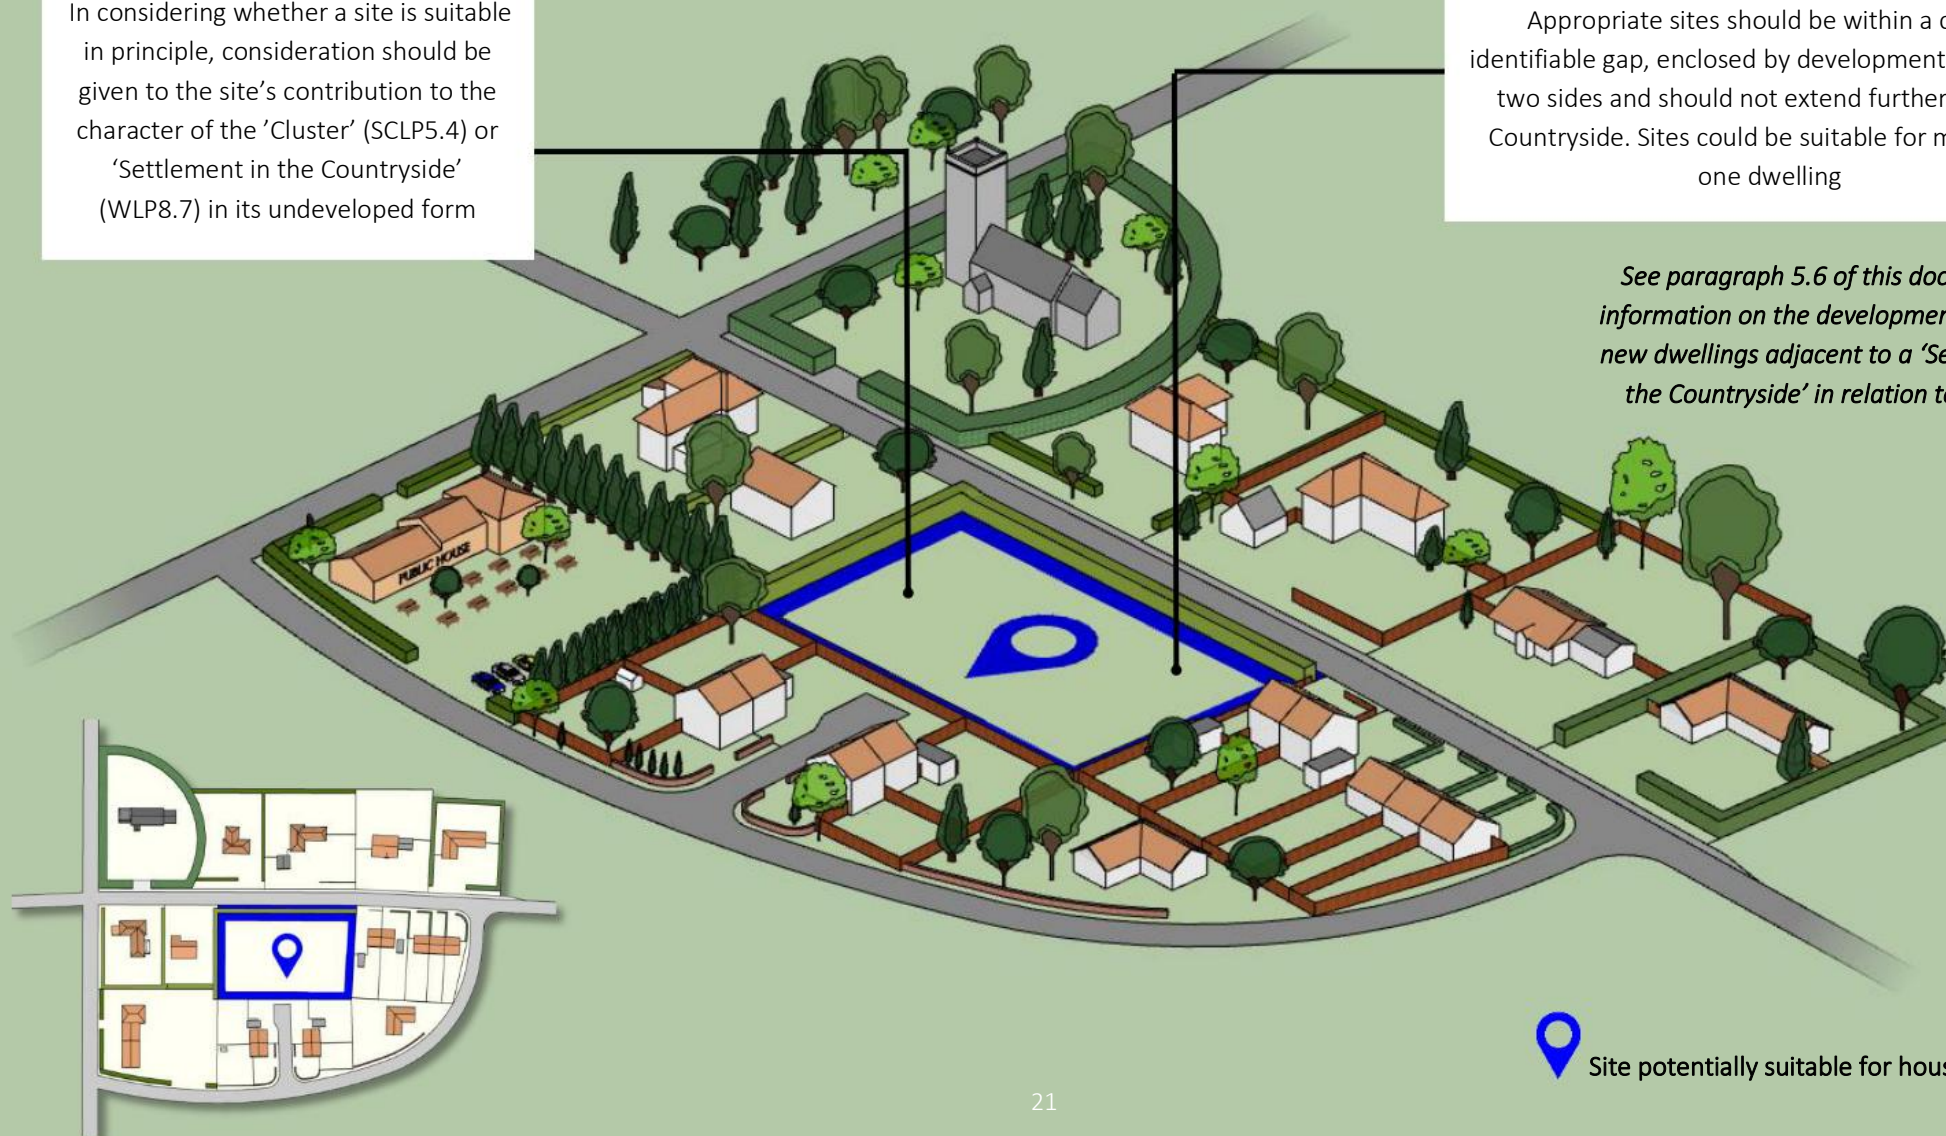 In considering whether a site is suitable
in principle, consideration should be
given to the site’s contribution to the
character of the ’Cluster’ (SCLP5.4) or
‘Settlement in the Countryside’
(WLP8.7) in its undeveloped form
Appropriate sites should be within a
identifiable gap, enclosed by development
two sides and should not extend further
Countryside. Sites could be suitable for
one dwelling
See paragraph 5.6 of this
information on the
new dwellings adjacent to a
the Countryside’ in relation
PUBLIC HOUSE
Site potentially suitable for
21